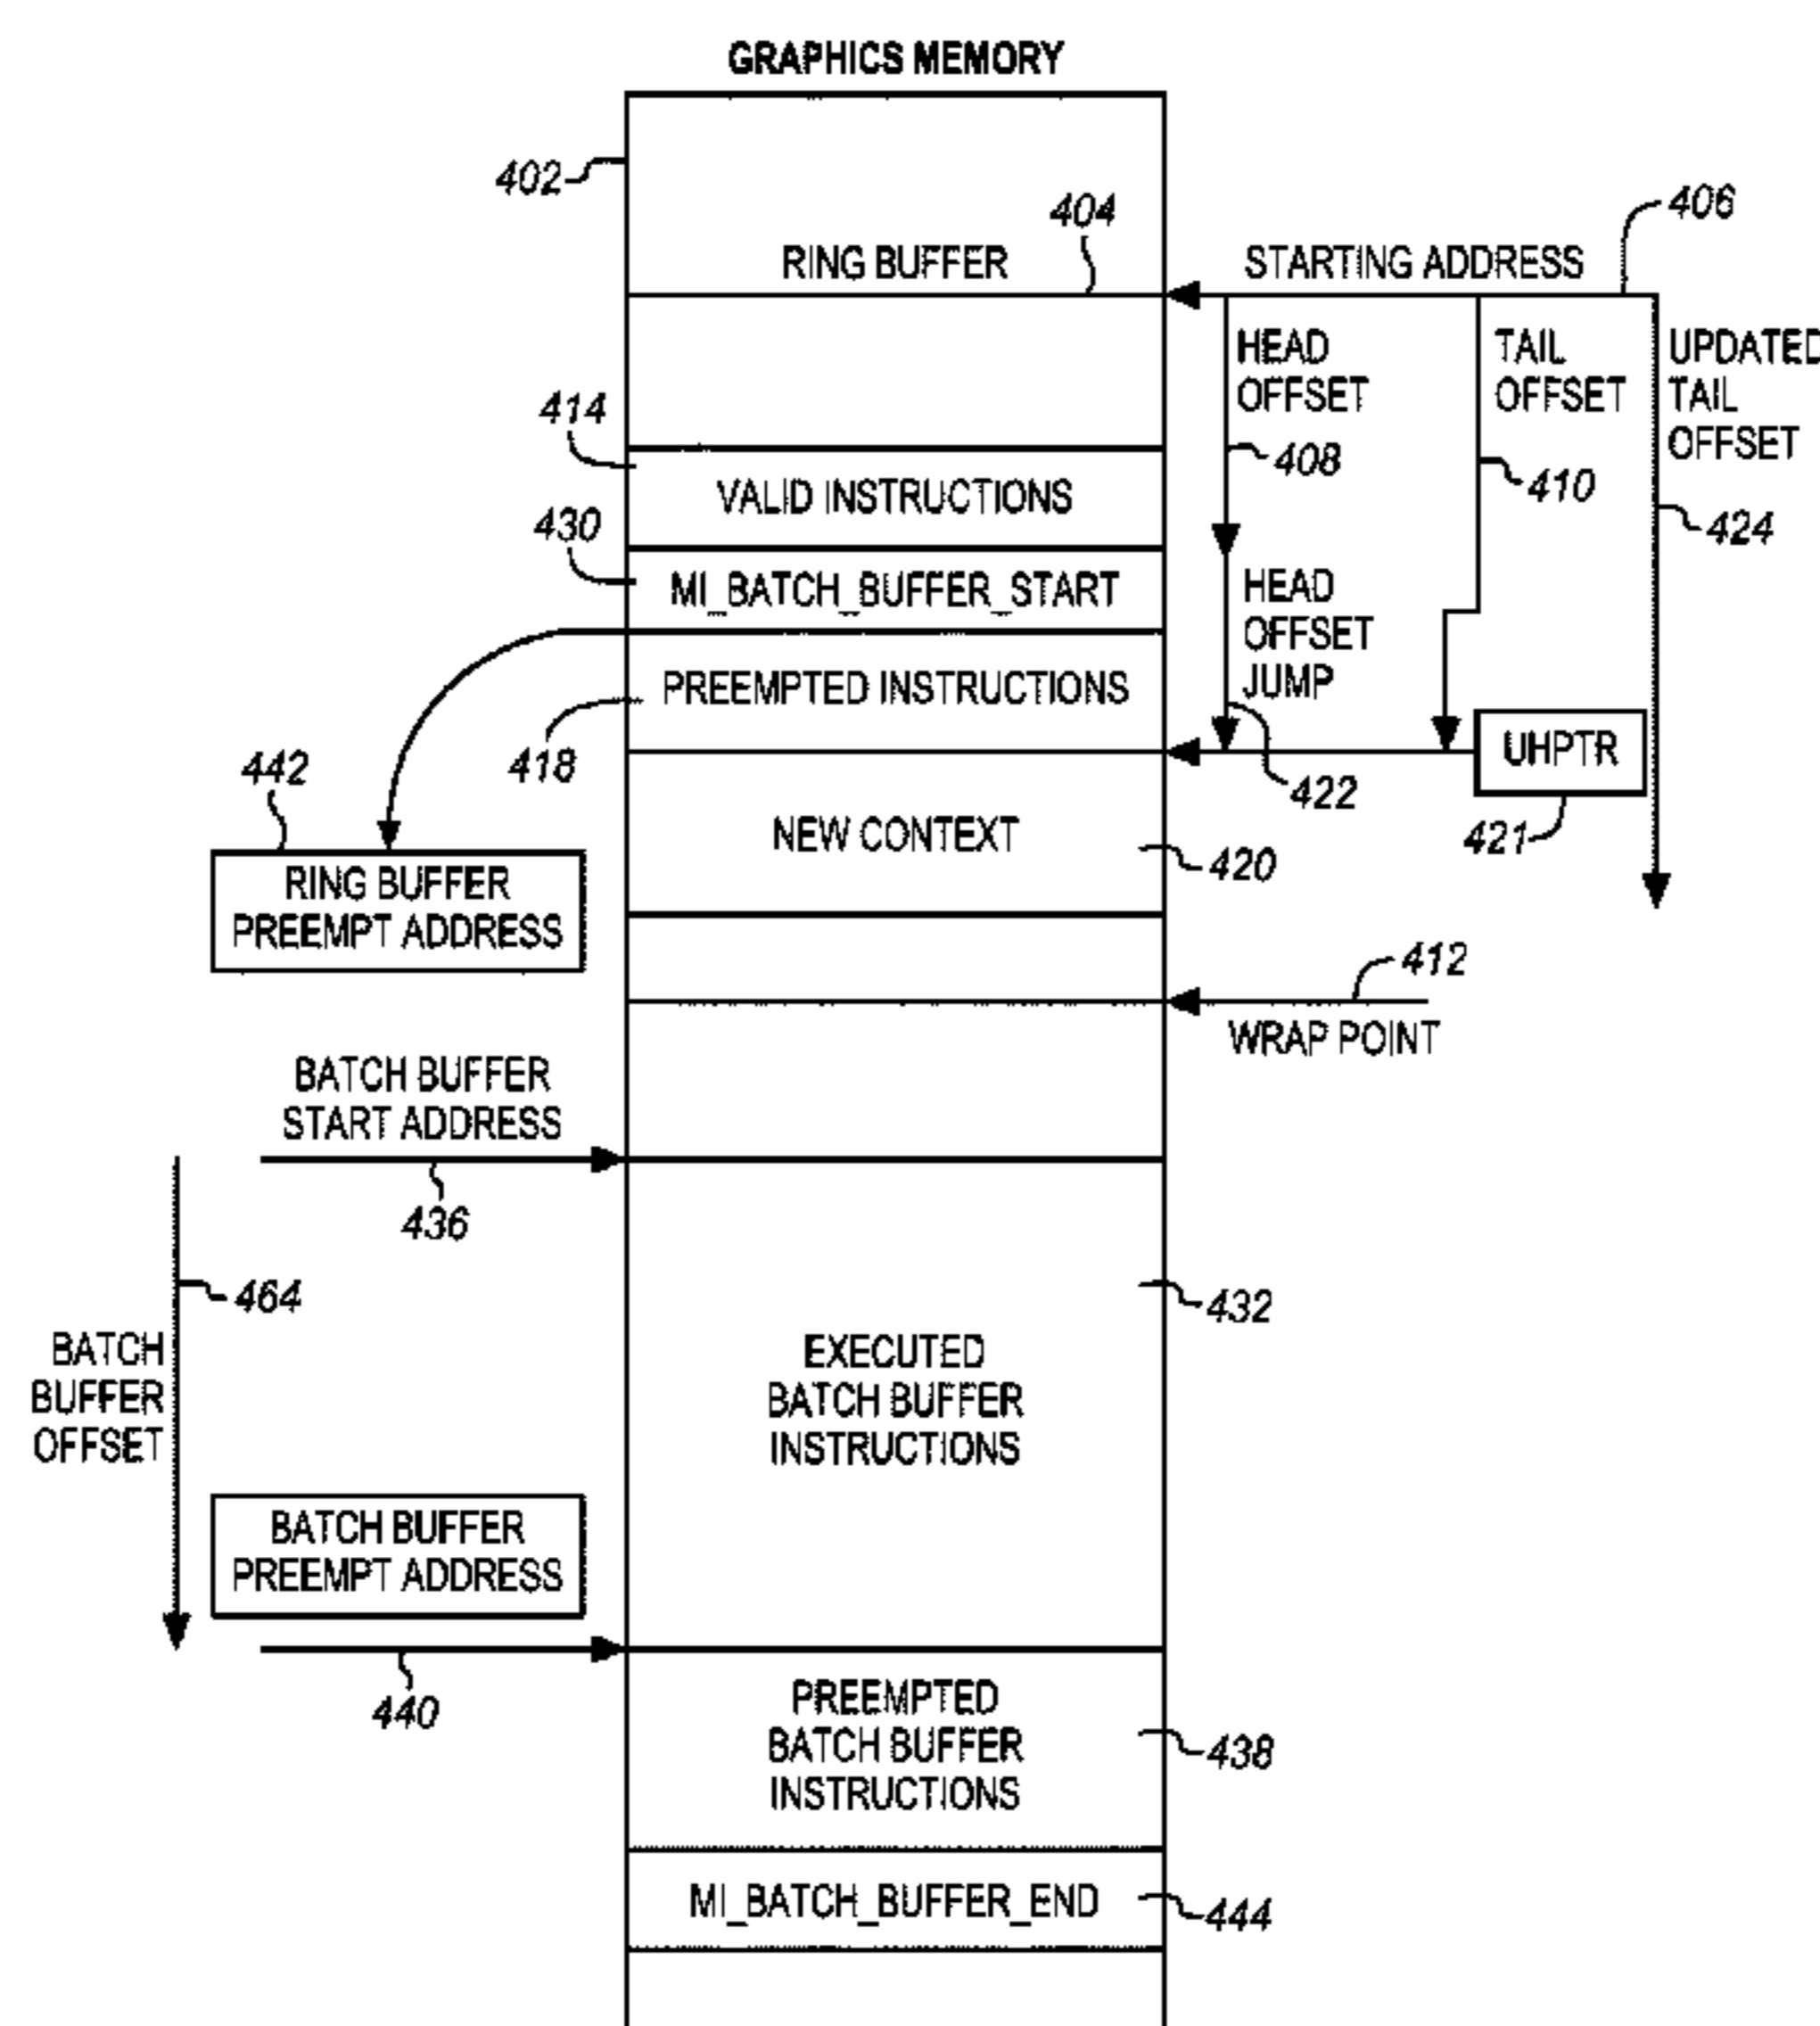 GRAPHICS MEMORY
402
404
406
RING BUFFER
STARTING ADDRESS
HEAD
OFFSET
TAIL
OFFSET
UPDATED
TAIL
OFFSET
408
410
424
414
VALID INSTRUCTIONS
430
MI_BATCH_BUFFER_START
HEAD
OFFSET
JUMP
PREEMPTED INSTRUCTIONS
418
UHPTR
422
421
442
NEW CONTEXT
420
RING BUFFER
PREEMPT ADDRESS
412
WRAP POINT
BATCH BUFFER
START ADDRESS
436
464
432
BATCH
BUFFER
OFFSET
EXECUTED
BATCH BUFFER
INSTRUCTIONS
BATCH BUFFER
PREEMPT ADDRESS
440
PREEMPTED
BATCH BUFFER
INSTRUCTIONS
438
MI_BATCH_BUFFER_END
444